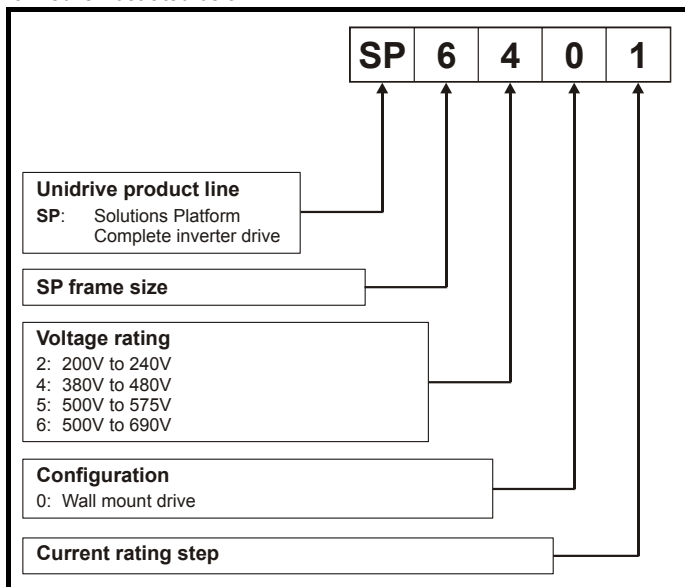 SP 6 4 0 1
Unidrive product line
SP: Solutions Platform
Complete inverter drive
SP frame size
Voltage rating
2: 200V to 240V
4: 380V to 480V
5: 500V to 575V
6: 500V to 690V
Configuration
0: Wall mount drive
Current rating step